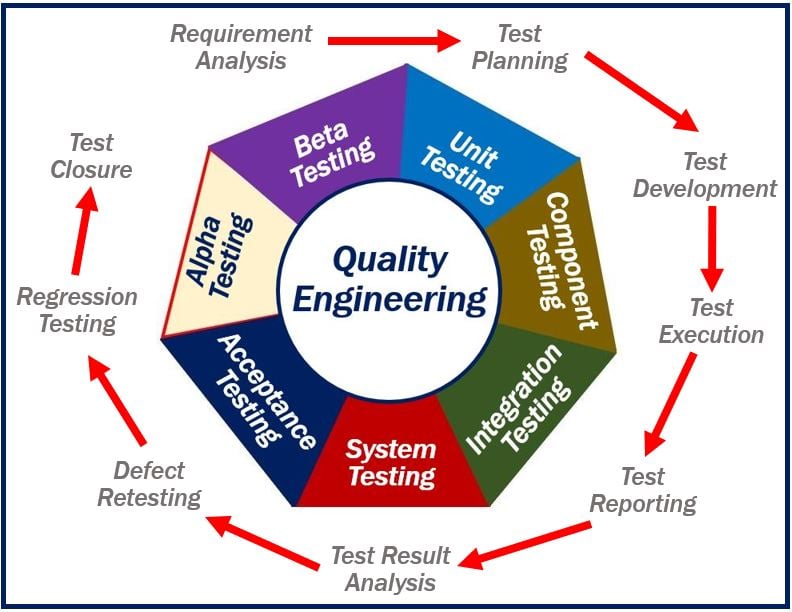 Requirement
Analysis
Test
Planning
Test
Development
Test
Execution
Test
Reporting
Test Result
Analysis
Defect
Retesting
Regression
Testing
Test
Closure
Beta
Testing
Unit
Testing
Component
Testing
Integration
Testing
System
Testing
Acceptance
Testing
Alpha
Testing
Quality
Engineering